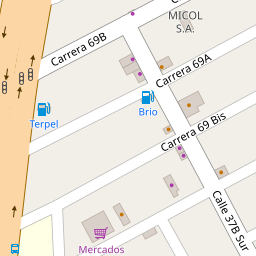 MICOL
S.A.
Carrera 69B
Carrera 69A
Terpel
Brio
Carrera 69 Bis
Calle 37B Sur
Mercados